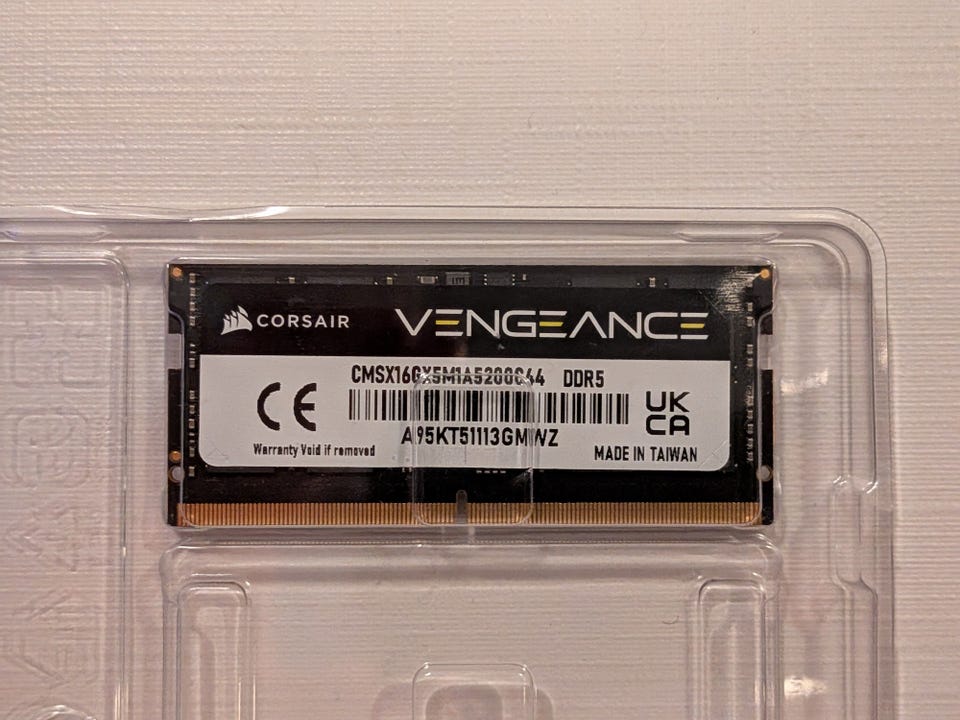 CORSAIR
VENGEANCE
CMSX16GX5M1A5200C44 DDR5
CE
UK
CA
A95KT51113GMWZ
Warranty Void if removed
MADE IN TAIWAN